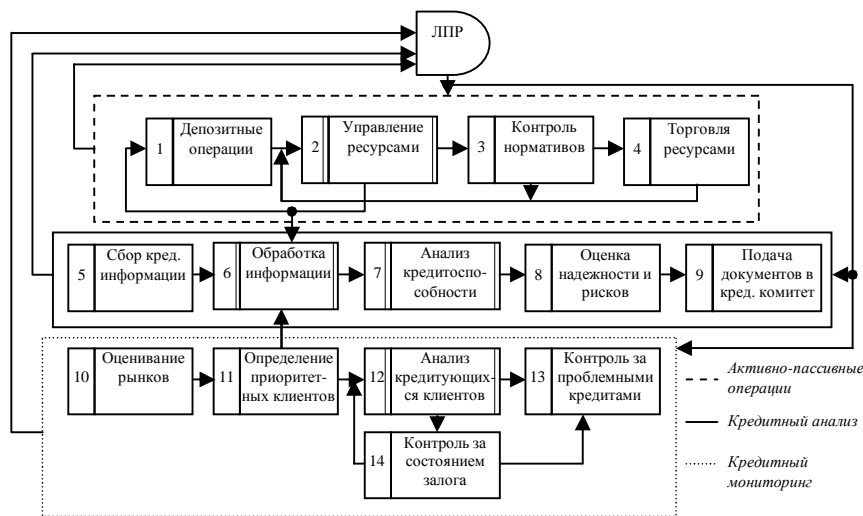 ЛПР
1
Депозитные
операции
2
Управление
ресурсами
3
Контроль
нормативов
4
Торговля
ресурсами
5
Сбор кред.
информации
6
Обработка
информации
7
Анализ
кредитоспо-
собности
8
Оценка
надежности и
рисков
9
Подача
документов в
кред. комитет
10
Оценивание
рынков
11
Определение
приоритет-
ных клиентов
12
Анализ
кредитующих-
ся клиентов
13
Контроль за
проблемными
кредитами
14
Контроль за
состоянием
залога
Активно-пассивные
операции
Кредитный анализ
Кредитный
мониторинг